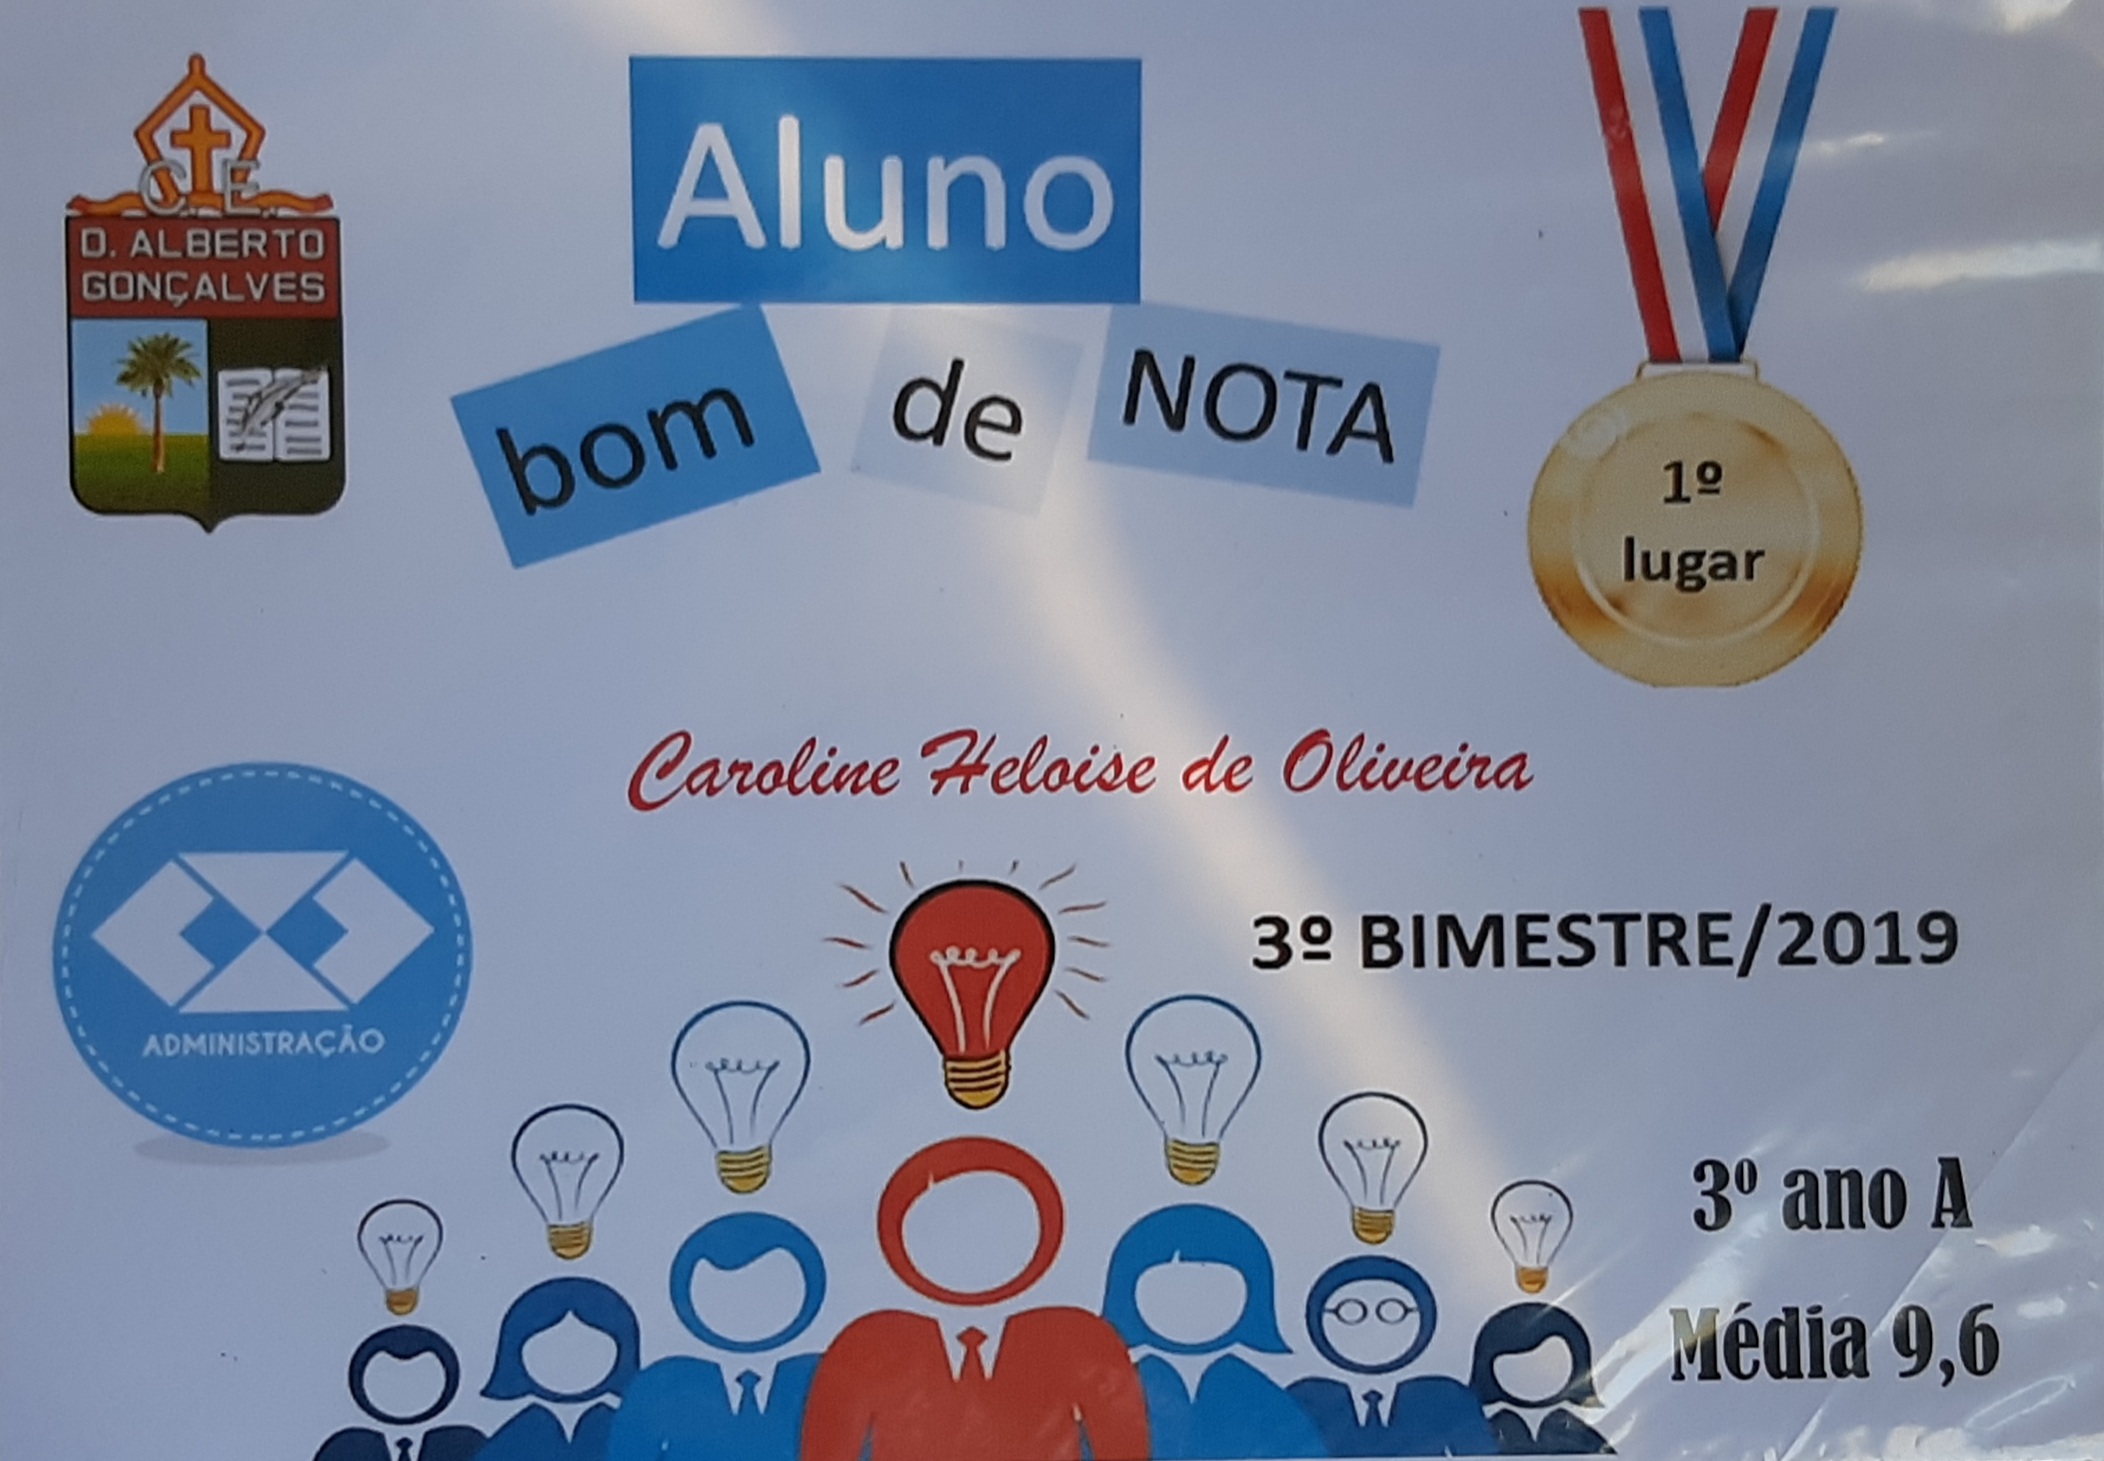 C. E.
D. ALBERTO
GONÇALVES
Aluno
bom de NOTA
1º
lugar
Caroline Heloise de Oliveira
ADMINISTRAÇÃO
3º BIMESTRE/2019
3º ano A
Média 9,6